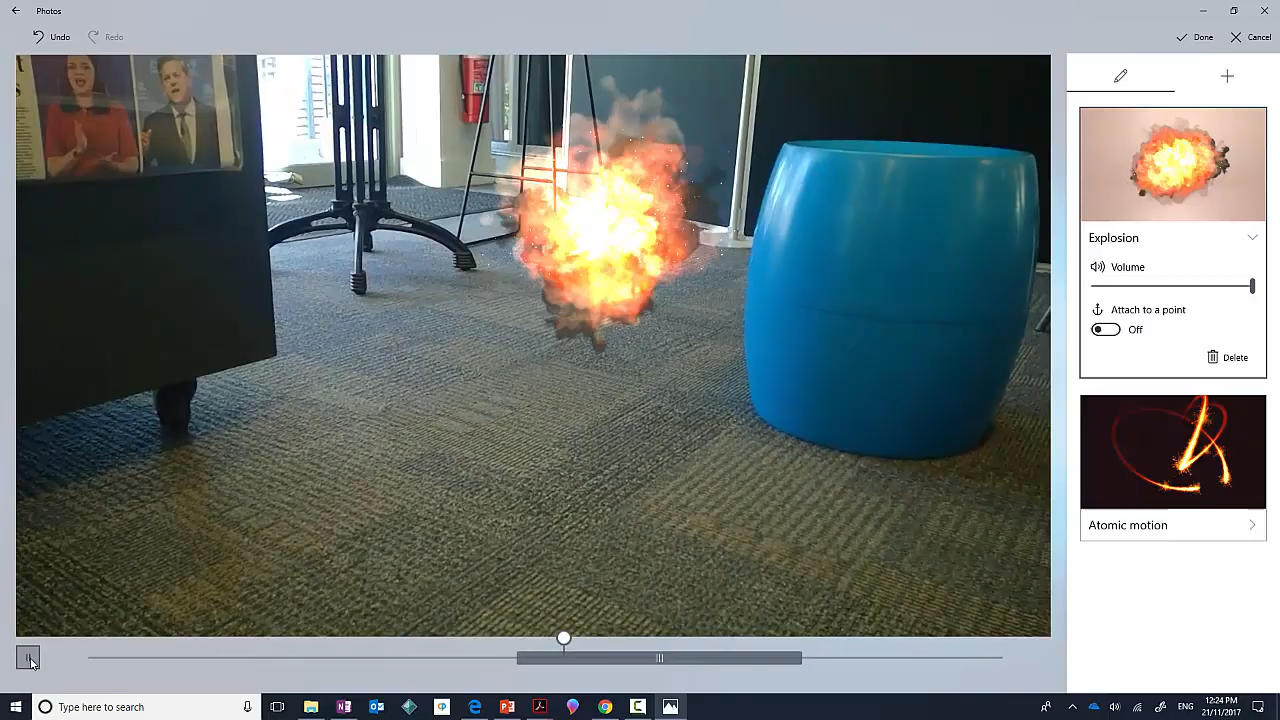 Photos
Undo
Redo
Done
Cancel
Explosion
Volume
Attach to a point
Off
Delete
Atomic motion
Type here to search
ENG
12:24 PM
21/11/2017